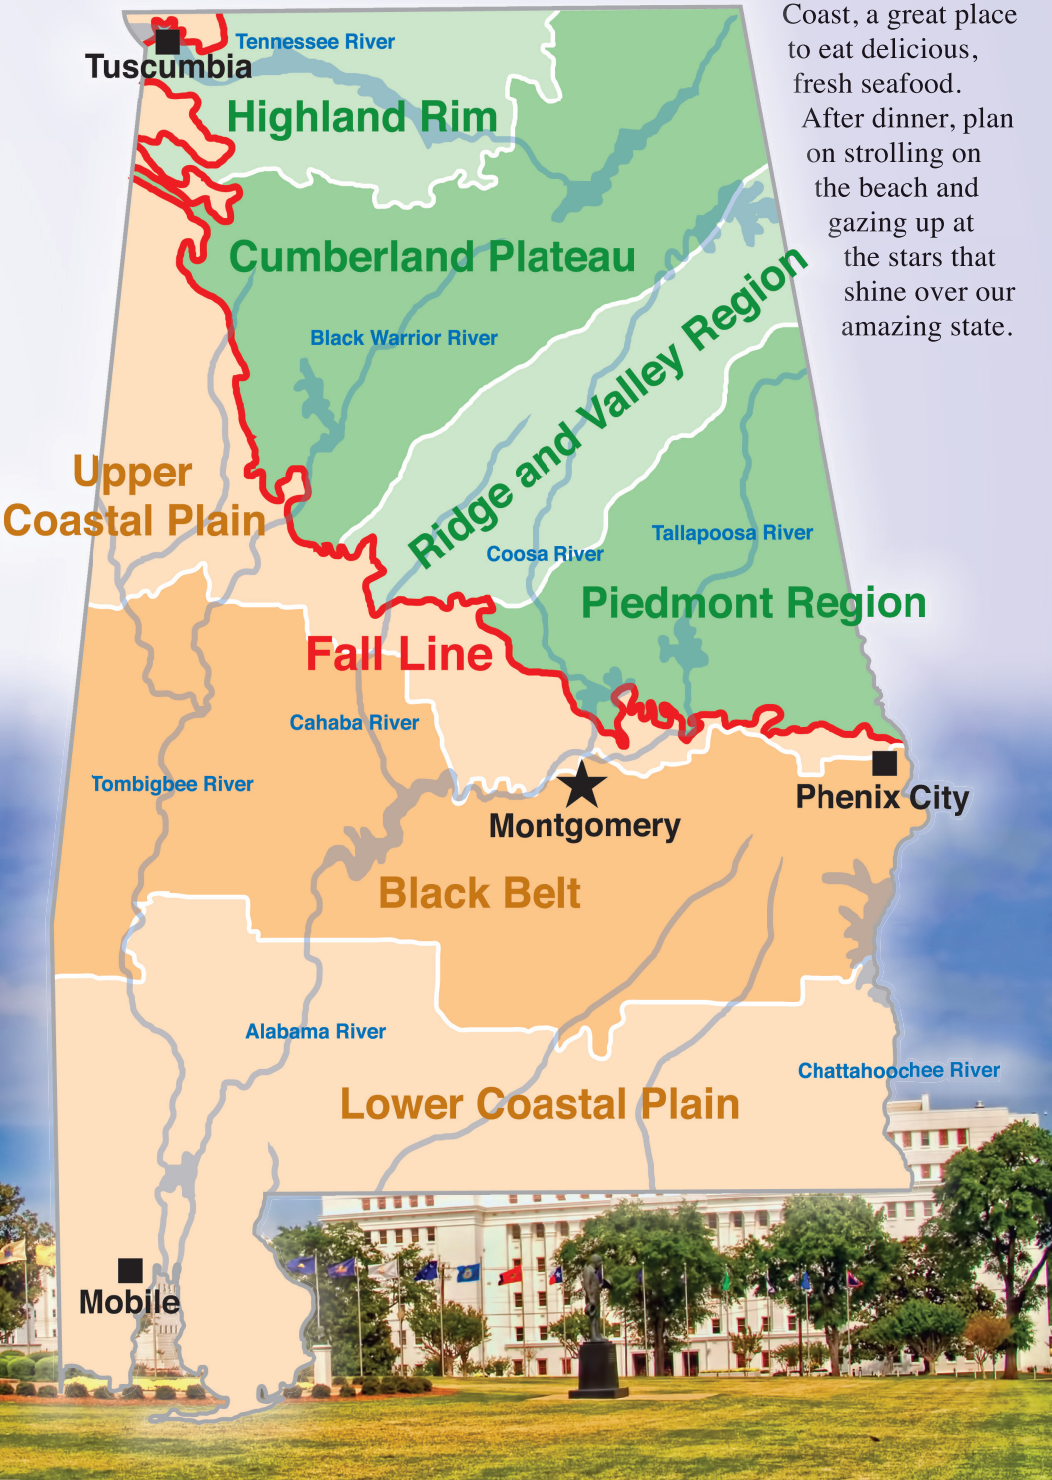 Coast, a great place
to eat delicious,
fresh seafood.
After dinner, plan
on strolling on
the beach and
gazing up at
the stars that
shine over our
amazing state.
Tennessee River
Tuscumbia
Highland Rim
Cumberland Plateau
Black Warrior River
Ridge and Valley Region
Upper
Coastal Plain
Coosa River
Tallapoosa River
Piedmont Region
Fall Line
Cahaba River
Tombigbee River
Montgomery
Phenix City
Black Belt
Alabama River
Chattahoochee River
Lower Coastal Plain
Mobile